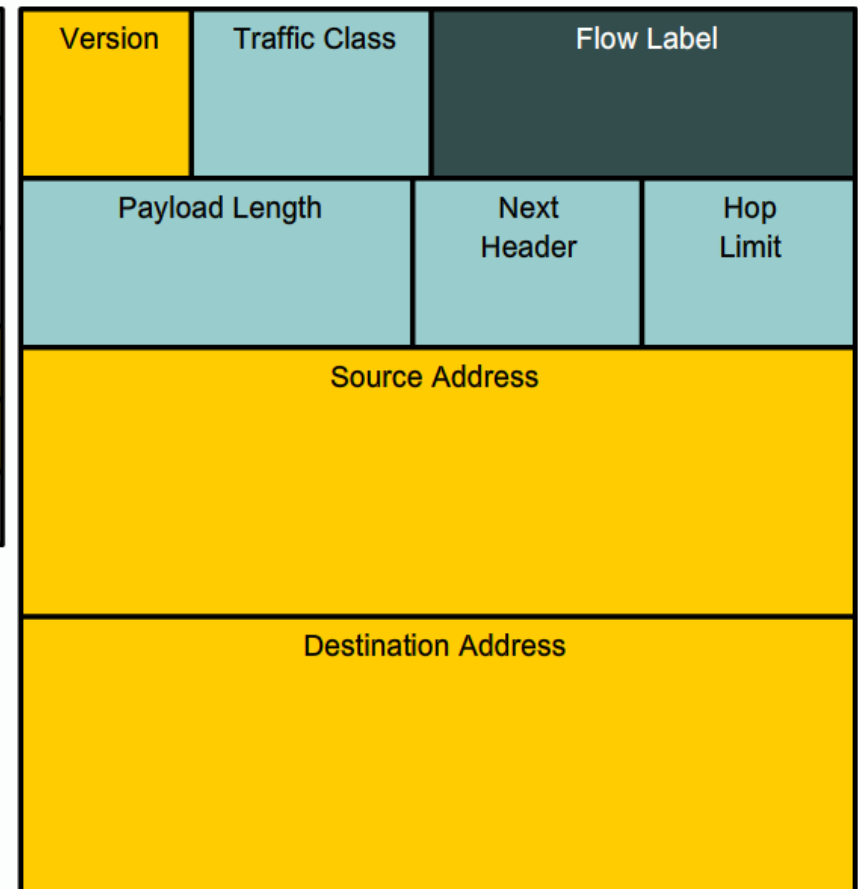 Version Traffic Class Flow Label
Payload Length Next Header Hop Limit
Source Address
Destination Address